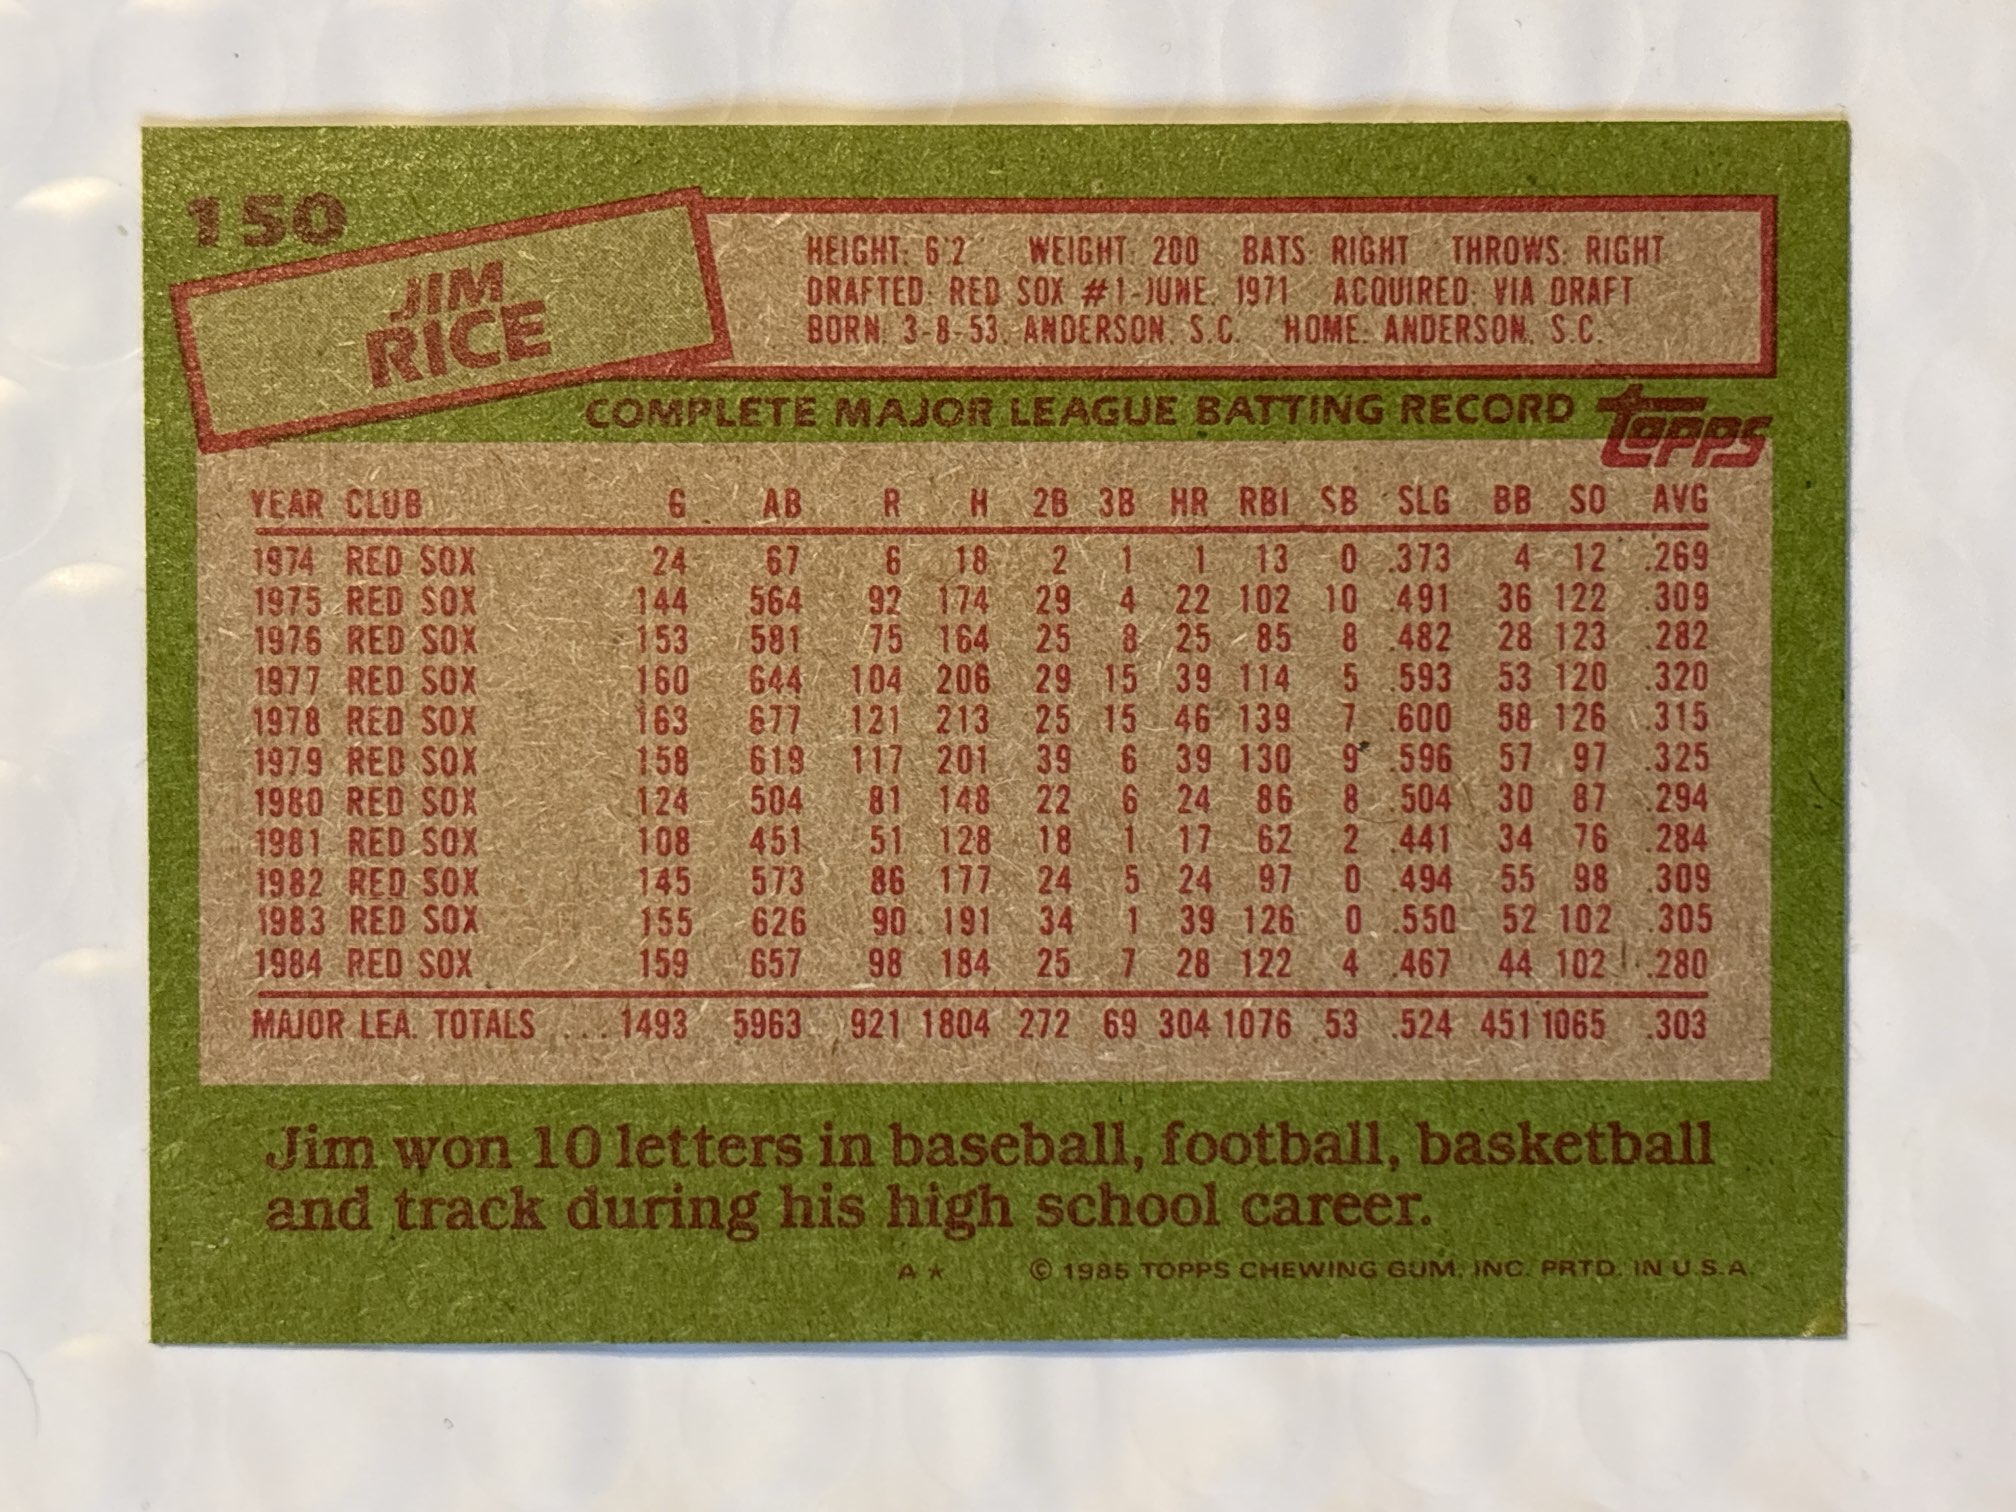 150
JIM
RICE
HEIGHT: 6'2" WEIGHT: 200 BATS: RIGHT THROWS: RIGHT
DRAFTED: RED SOX #1-JUNE, 1971 ACQUIRED: VIA DRAFT
BORN: 3-8-53, ANDERSON, S.C. HOME: ANDERSON, S.C.
COMPLETE MAJOR LEAGUE BATTING RECORD
topps
YEAR CLUB G AB R H 2B 3B HR RBI SB SLG BB SO AVG
1974 RED SOX 24 67 6 18 2 1 1 13 0 .373 4 12 .269
1975 RED SOX 144 564 92 174 29 4 22 102 10 .491 36 122 .309
1976 RED SOX 153 581 75 164 25 8 25 85 8 .482 28 123 .282
1977 RED SOX 160 644 104 206 29 15 39 114 5 .593 53 120 .320
1978 RED SOX 163 677 121 213 25 15 46 139 7 .600 58 126 .315
1979 RED SOX 158 619 117 201 39 6 39 130 9 .596 57 97 .325
1980 RED SOX 124 504 81 148 22 6 24 86 8 .504 30 87 .294
1981 RED SOX 108 451 51 128 18 1 17 62 2 .441 34 76 .284
1982 RED SOX 145 573 86 177 24 5 24 97 0 .494 55 98 .309
1983 RED SOX 155 626 90 191 34 1 39 126 0 .550 52 102 .305
1984 RED SOX 159 657 98 184 25 7 28 122 4 .467 44 102 .280
MAJOR LEA. TOTALS .... 1493 5963 921 1804 272 69 304 1076 53 .524 451 1065 .303
Jim won 10 letters in baseball, football, basketball
and track during his high school career.
A ★ © 1985 TOPPS CHEWING GUM, INC. PRTD. IN U.S.A.